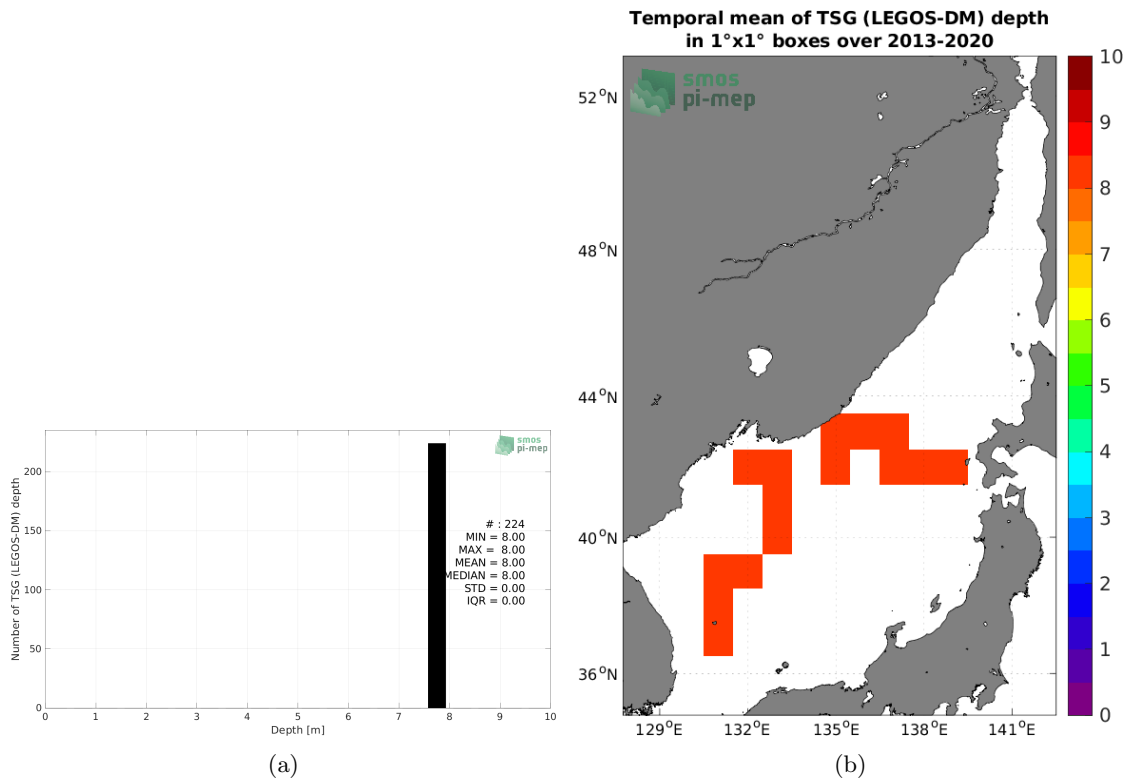 Temporal mean of TSG (LEGOS-DM) depth
in 1°x1° boxes over 2013-2020
smos
pi-mep
52°N
48°N
44°N
40°N
36°N
129°E
132°E
135°E
138°E
141°E
10
9
8
7
6
5
4
3
2
1
0
(b)
smos
pi-mep
Number of TSG (LEGOS-DM) depth
200
150
100
50
0
# : 224
MIN = 8.00
MAX = 8.00
MEAN = 8.00
MEDIAN = 8.00
STD = 0.00
IQR = 0.00
0 1 2 3 4 5 6 7 8 9 10
Depth [m]
(a)